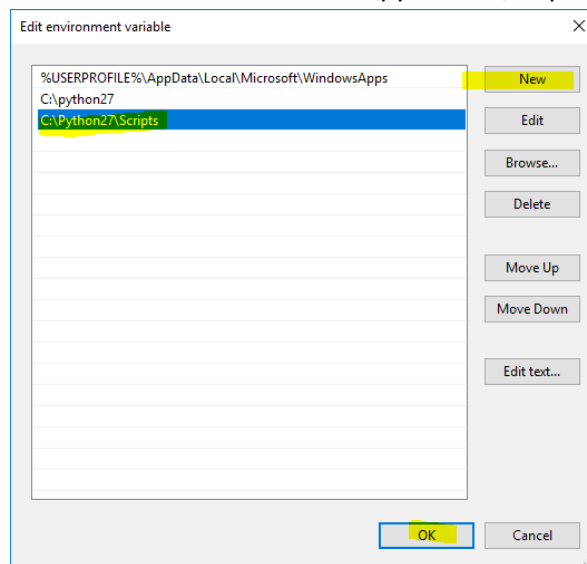 Edit environment variable
%USERPROFILE%\AppData\Local\Microsoft\WindowsApps
C:\python27
C:\Python27\Scripts
New
Edit
Browse...
Delete
Move Up
Move Down
Edit text...
OK
Cancel